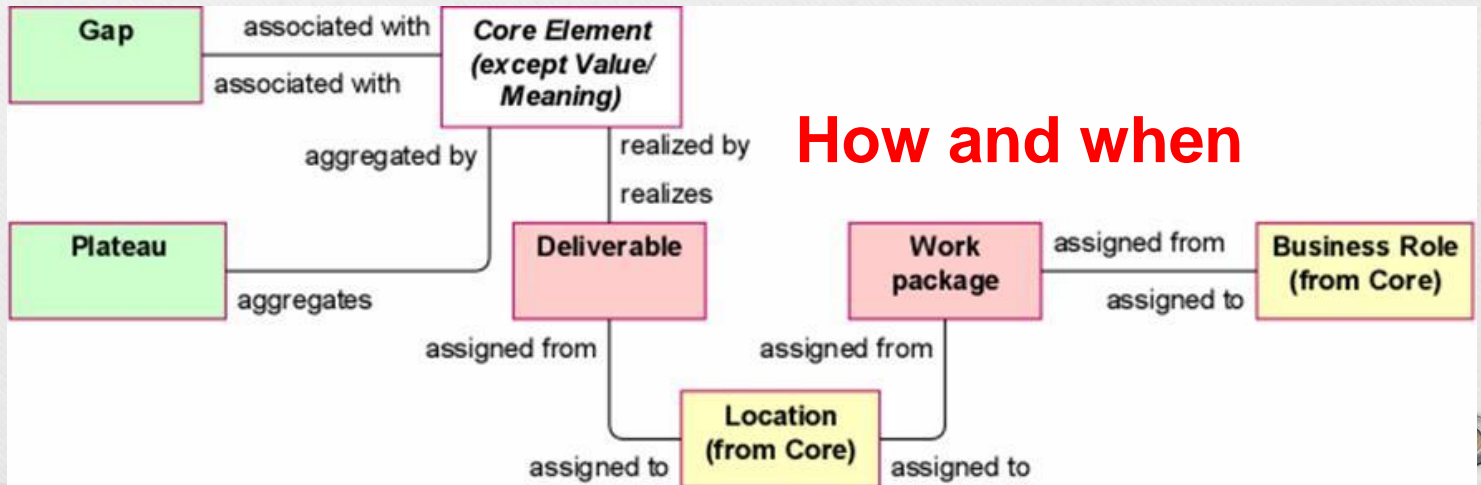 Gap
associated with
associated with
Core Element
(except Value/
Meaning)
How and when
aggregated by
realized by
realizes
Plateau
aggregates
Deliverable
Work
package
assigned from
assigned to
Business Role
(from Core)
assigned from
assigned from
Location
(from Core)
assigned to
assigned to